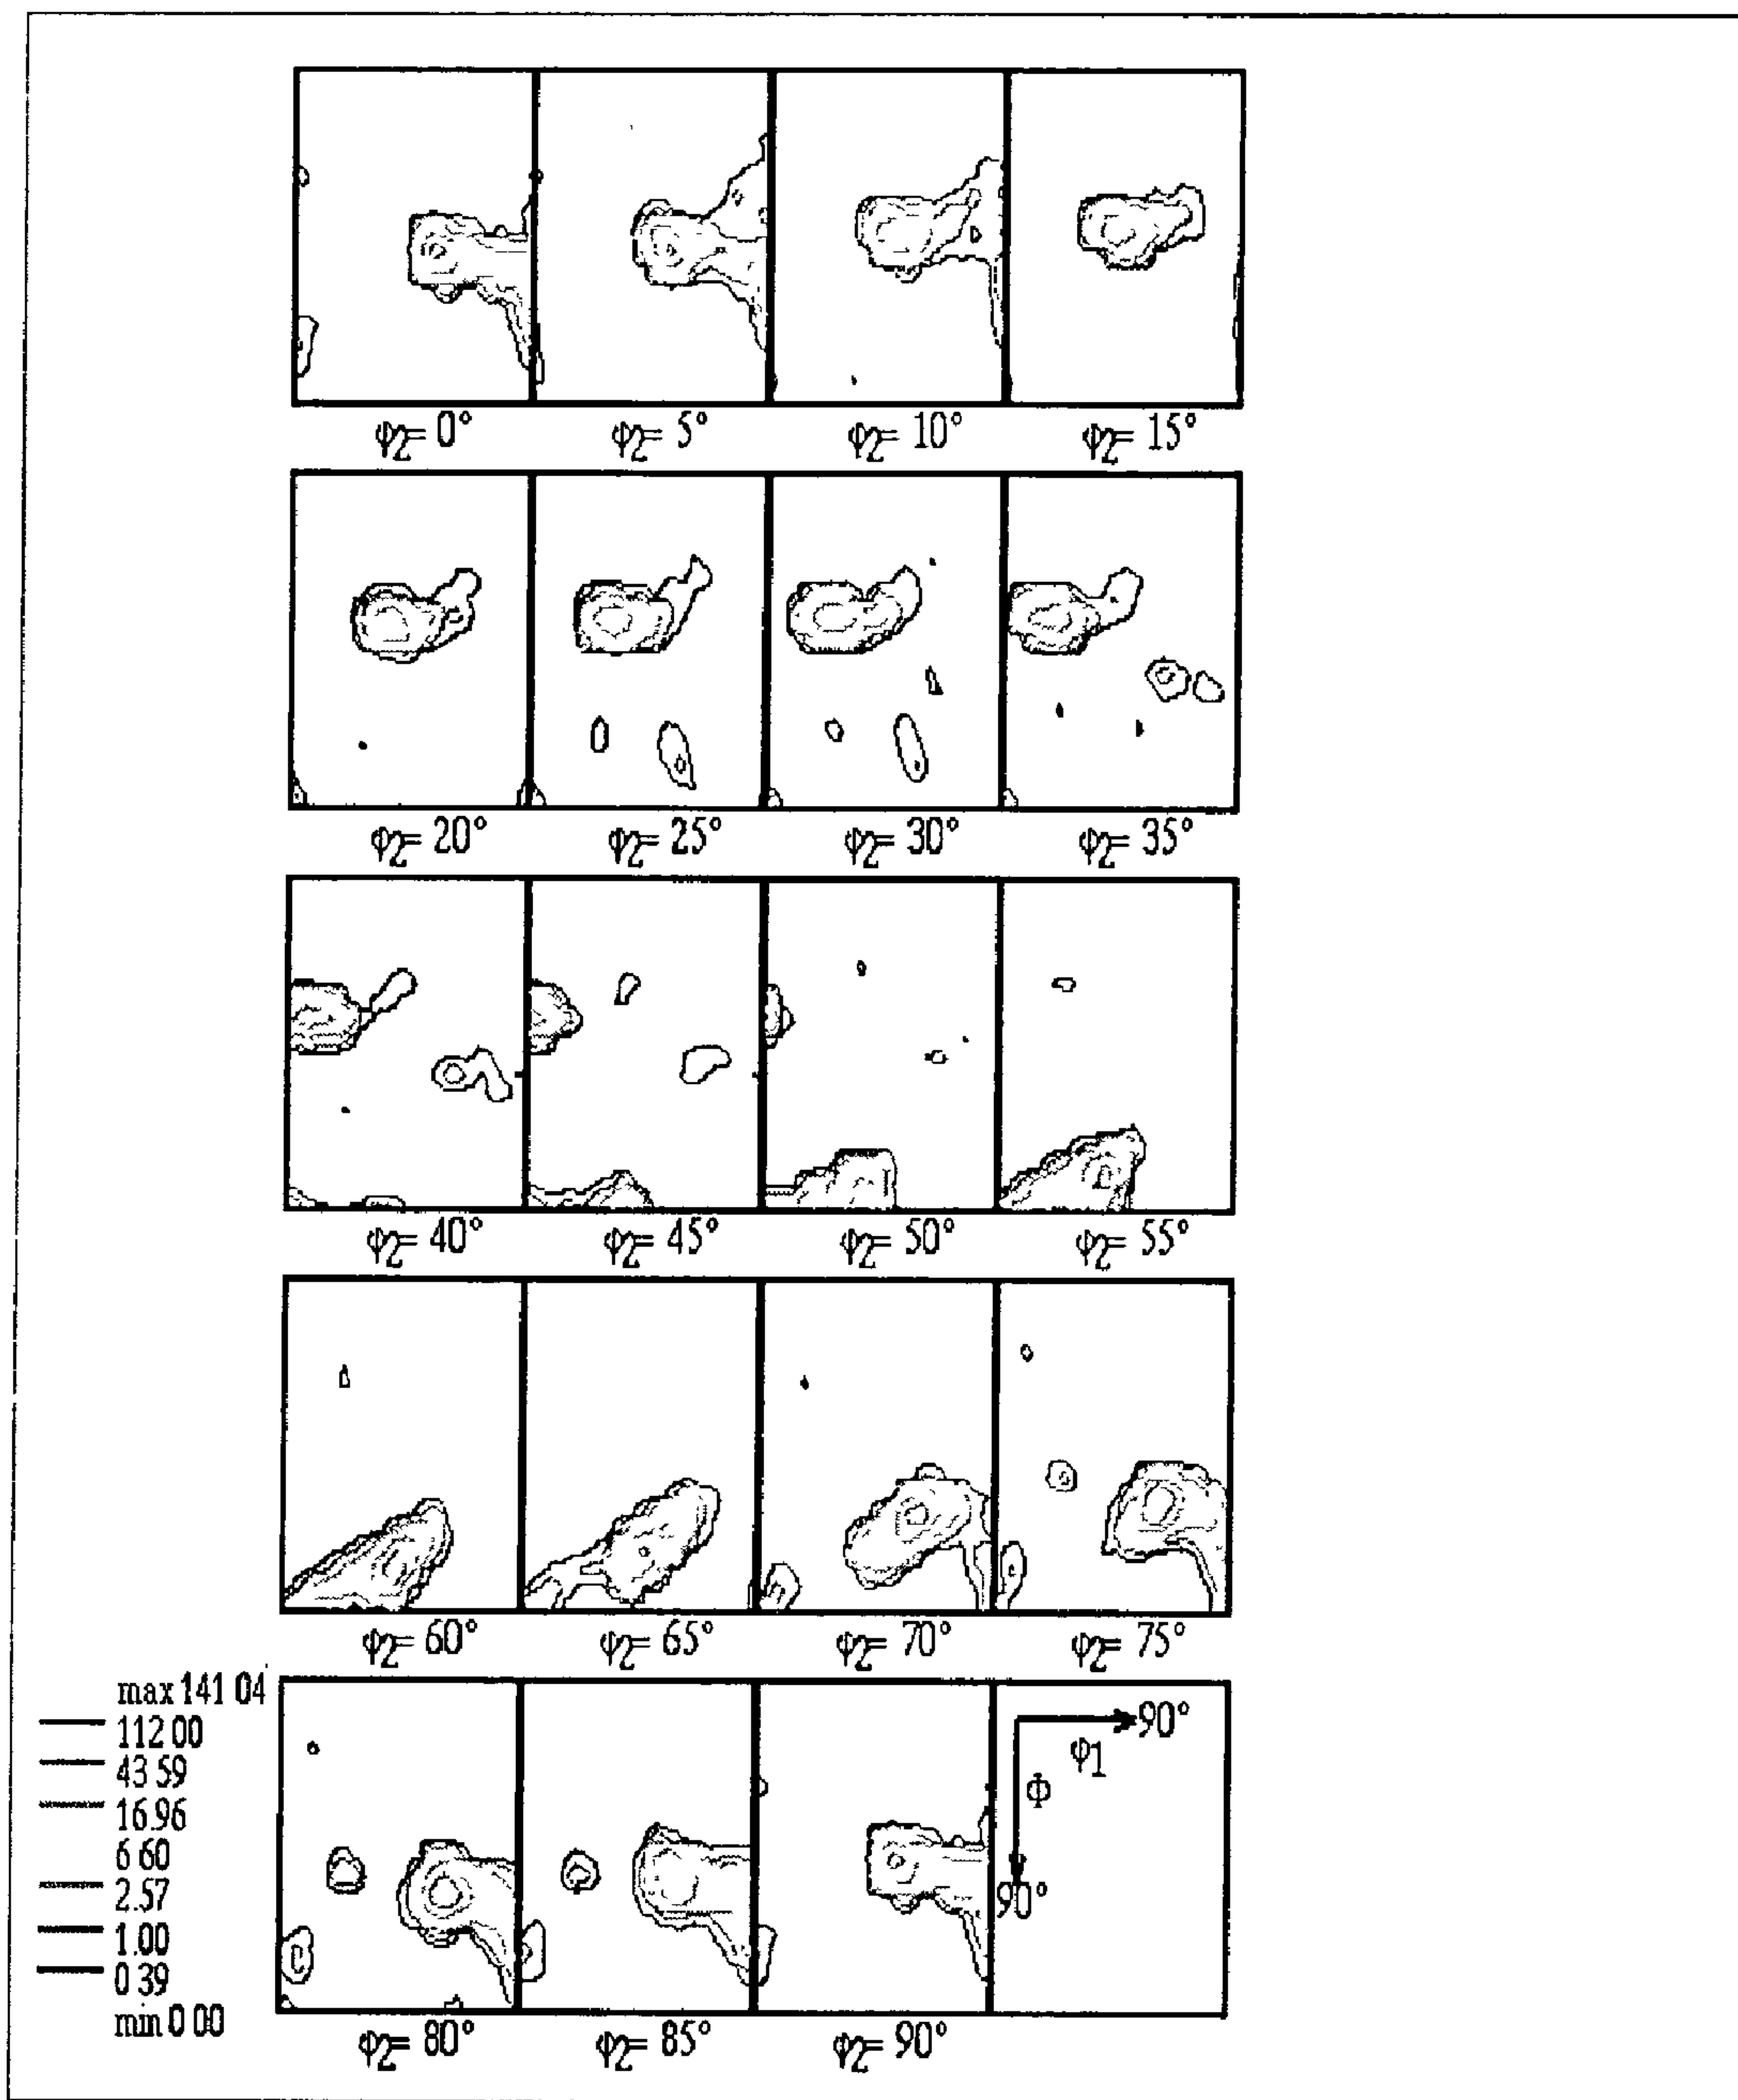 φ2= 0° φ2= 5° φ2= 10° φ2= 15°
φ2= 20° φ2= 25° φ2= 30° φ2= 35°
φ2= 40° φ2= 45° φ2= 50° φ2= 55°
φ2= 60° φ2= 65° φ2= 70° φ2= 75°
max 141 04
112 00
43 59
16.96
6 60
2.57
1.00
0 39
min 0 00
90°
φ1
Φ
90°
φ2= 80° φ2= 85° φ2= 90°